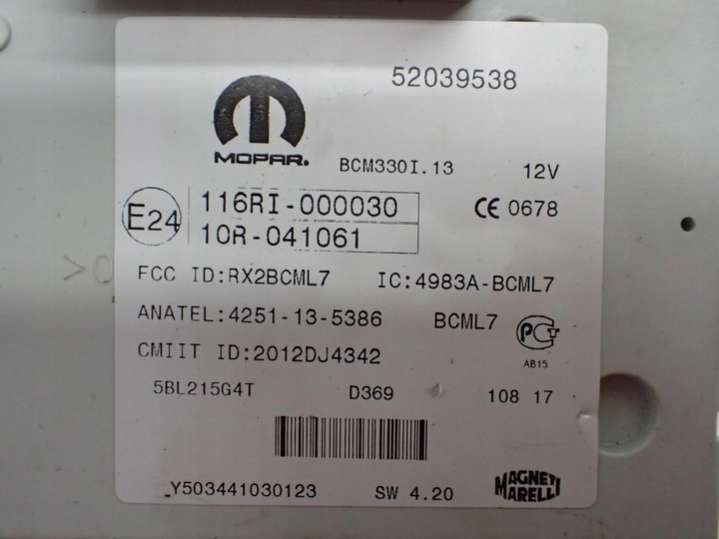 52039538
MOPAR.
BCM330I.13 12V
E24
116RI-000030
10R-041061
CE 0678
FCC ID:RX2BCML7 IC:4983A-BCML7
ANATEL:4251-13-5386 BCML7
AB15
CMIIT ID:2012DJ4342
5BL215G4T D369 108 17
Y503441030123 SW 4.20
MAGNETI
MARELLI